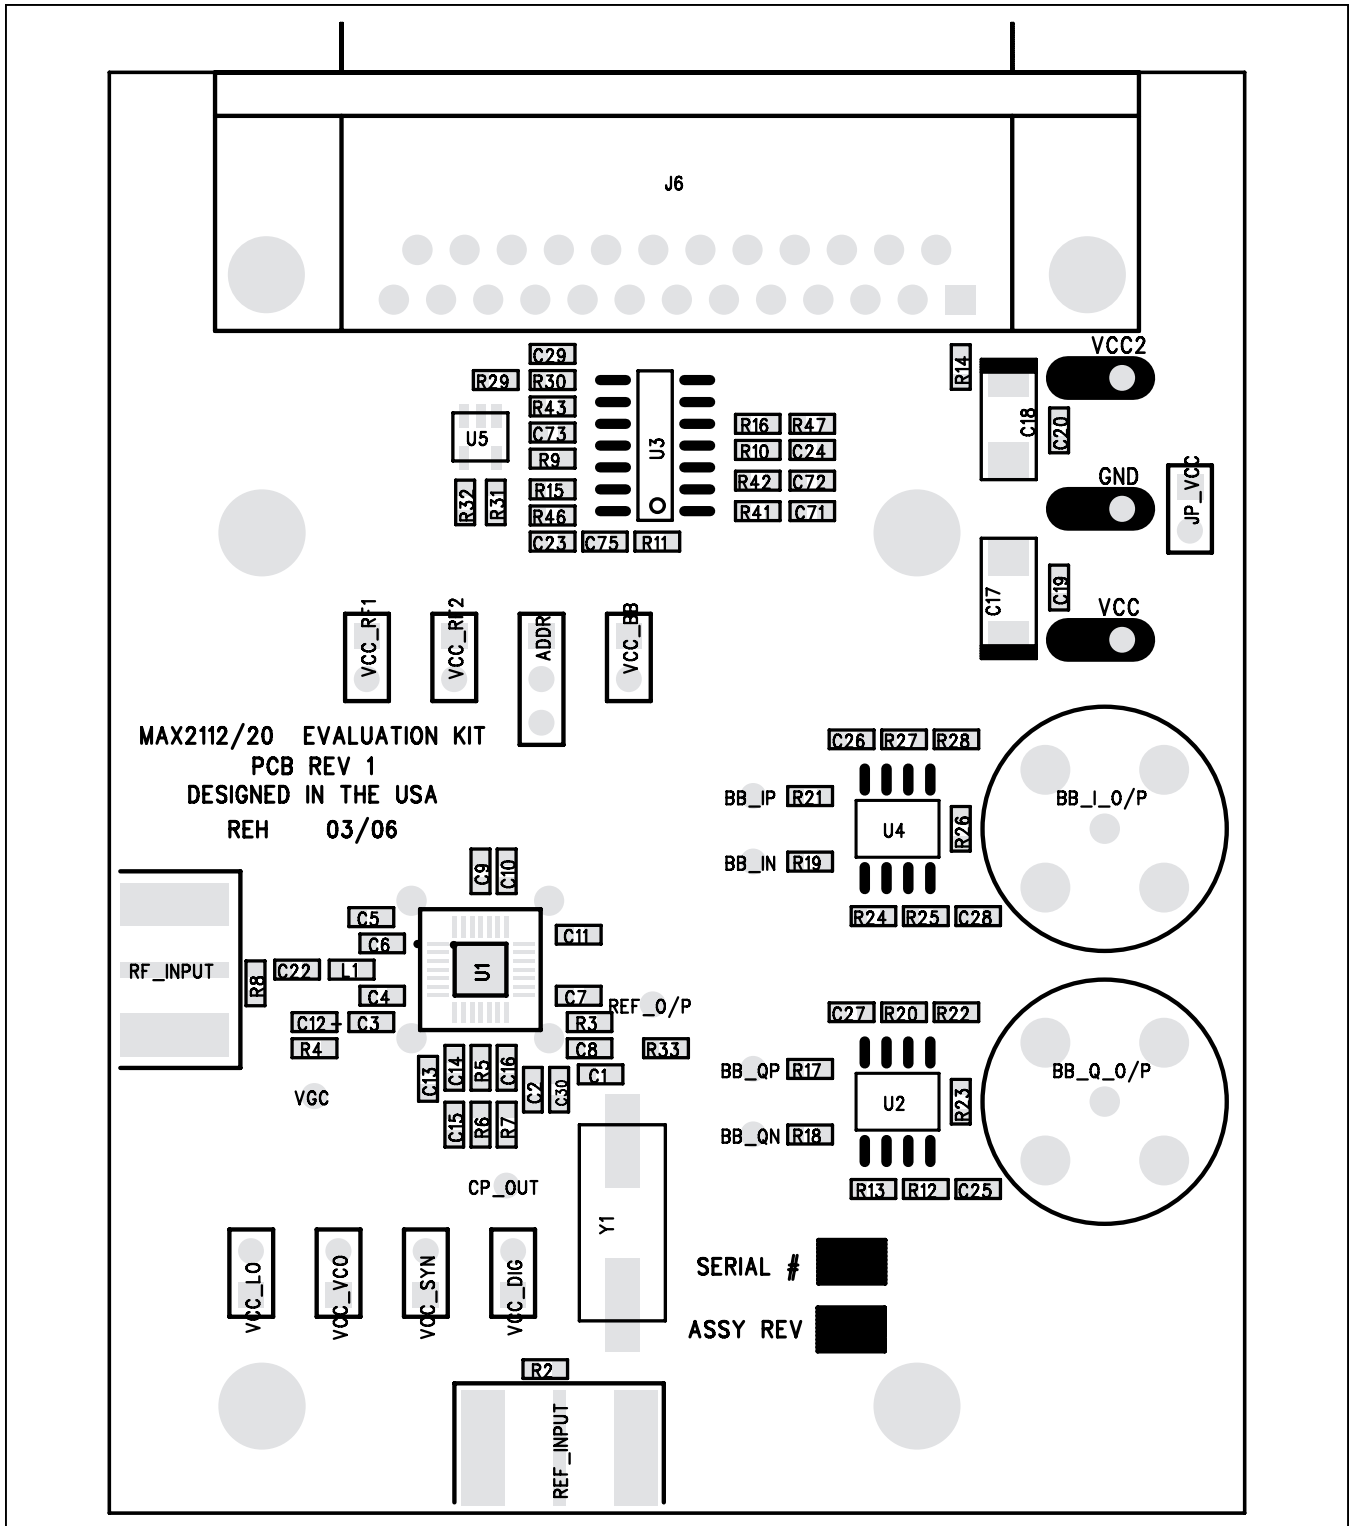 J6
VCC2
C29
R14
R29 R30
R43
C18
R16 R47
C20
U5
C73
U3
R10 C24
R9
GND
JP_VCC
R42 C72
R32 R31
R15
R46
R41 C71
C23 C75 R11
C17
C19
VCC
VCC_RF1
VCC_RF2
ADDR
VCC_BB
MAX2112/20 EVALUATION KIT
PCB REV 1
DESIGNED IN THE USA
REH 03/06
C26 R27 R28
BB_IP R21
BB_I_O/P
U4
R26
BB_IN R19
C9 C10
C5
R24 R25 C28
C6
C11
RF_INPUT
R8
C22 L1
U1
C4
C7
REF_O/P
C12+ C3
R3
C27 R20 R22
R4
C8
R33
C13 C14 R5 C16
C2 C30
C1
BB_QP R17
BB_Q_O/P
VGC
U2
R23
C15 R6 R7
BB_QN R18
CP_OUT
R13 R12 C25
Y1
VCC_LO
VCC_VCO
VCC_SYN
VCC_DIG
SERIAL #
ASSY REV
R2
REF_INPUT